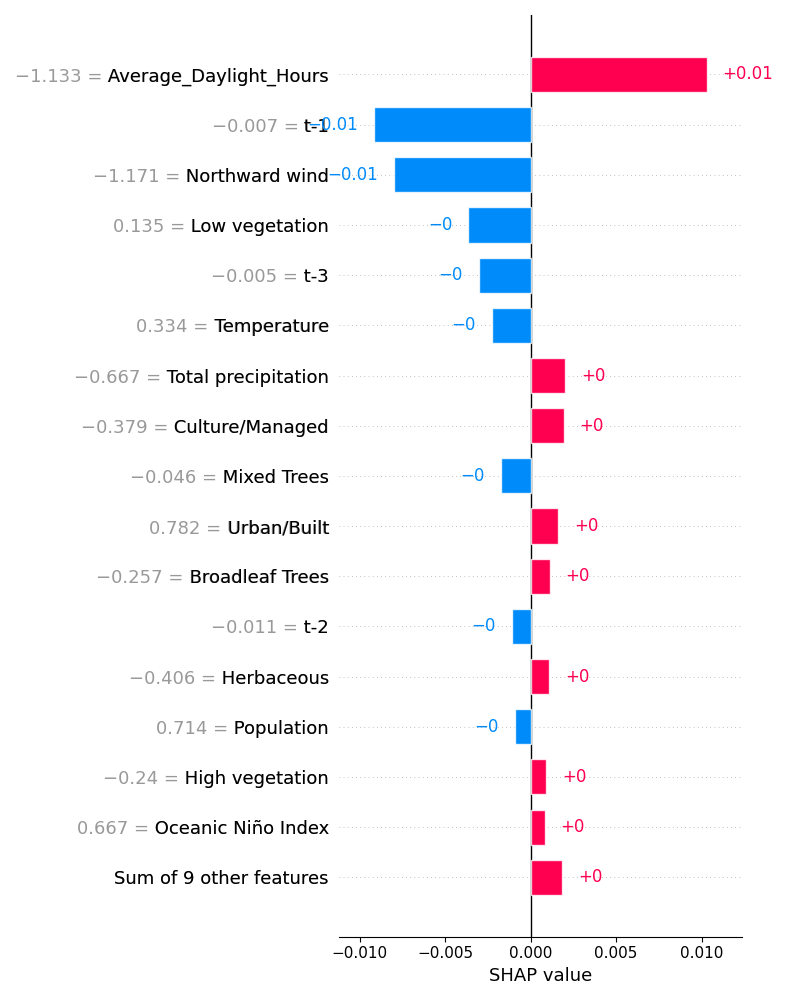 −1.133 = Average_Daylight_Hours +0.01
−0.007 = t-1 −0.01
−1.171 = Northward wind −0.01
0.135 = Low vegetation −0
−0.005 = t-3 −0
0.334 = Temperature −0
−0.667 = Total precipitation +0
−0.379 = Culture/Managed +0
−0.046 = Mixed Trees −0
0.782 = Urban/Built +0
−0.257 = Broadleaf Trees +0
−0.011 = t-2 −0
−0.406 = Herbaceous +0
0.714 = Population −0
−0.24 = High vegetation +0
0.667 = Oceanic Niño Index +0
Sum of 9 other features +0
−0.010 −0.005 0.000 0.005 0.010
SHAP value